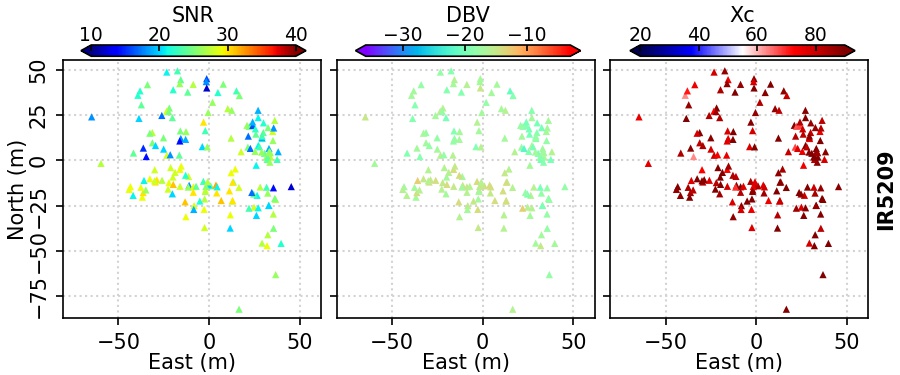 SNR DBV Xc
10 20 30 40 −30 −20 −10 20 40 60 80
50
25
0
−25
−50
−75
North (m)
−50 0 50 −50 0 50 −50 0 50
East (m) East (m) East (m)
IR5209